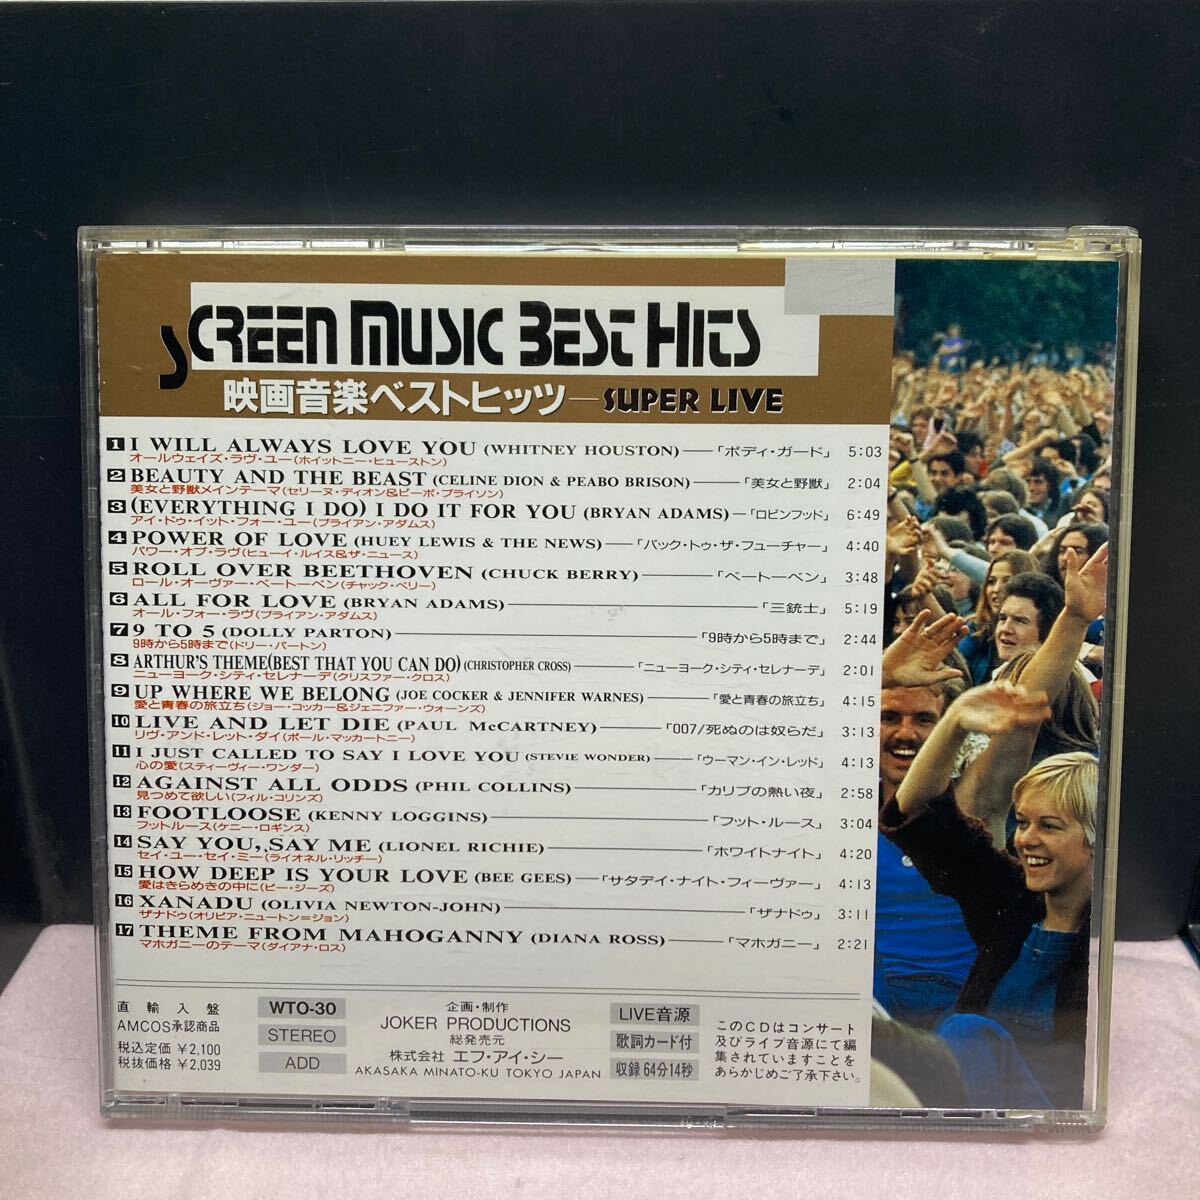 SCREEN MUSIC BEST HITS
映画音楽ベストヒッツ—SUPER LIVE
1 I WILL ALWAYS LOVE YOU (WHITNEY HOUSTON)—「ボディ・ガード」 5:03
オールウェイズ・ラヴ・ユー(ホイットニー・ヒューストン)
2 BEAUTY AND THE BEAST (CELINE DION & PEABO BRISON)—「美女と野獣」 2:04
美女と野獣メインテーマ(セリーヌ・ディオン&ピーボ・ブライソン)
3 (EVERYTHING I DO) I DO IT FOR YOU (BRYAN ADAMS)—「ロビンフッド」 6:49
アイ・ドゥ・イット・フォー・ユー(ブライアン・アダムス)
4 POWER OF LOVE (HUEY LEWIS & THE NEWS)—「バック・トゥ・ザ・フューチャー」 4:40
パワー・オブ・ラヴ(ヒューイ・ルイス&ザ・ニュース)
5 ROLL OVER BEETHOVEN (CHUCK BERRY)—「ベートーベン」 3:48
ロール・オーヴァー・ベートーベン(チャック・ベリー)
6 ALL FOR LOVE (BRYAN ADAMS)—「三銃士」 5:19
オール・フォー・ラヴ(ブライアン・アダムス)
7 9 TO 5 (DOLLY PARTON)—「9時から5時まで」 2:44
9時から5時まで(ドリー・パートン)
8 ARTHUR'S THEME(BEST THAT YOU CAN DO) (CHRISTOPHER CROSS)—「ニューヨーク・シティ・セレナーデ」 2:01
ニューヨーク・シティ・セレナーデ(クリスファー・クロス)
9 UP WHERE WE BELONG (JOE COCKER & JENNIFER WARNES)—「愛と青春の旅立ち」 4:15
愛と青春の旅立ち(ジョー・コッカー&ジェニファー・ウォーンズ)
10 LIVE AND LET DIE (PAUL McCARTNEY)—「007/死ぬのは奴らだ」 3:13
リヴ・アンド・レット・ダイ(ポール・マッカートニー)
11 I JUST CALLED TO SAY I LOVE YOU (STEVIE WONDER)—「ウーマン・イン・レッド」 4:13
心の愛(スティーヴィー・ワンダー)
12 AGAINST ALL ODDS (PHIL COLLINS)—「カリブの熱い夜」 2:58
見つめて欲しい(フィル・コリンズ)
13 FOOTLOOSE (KENNY LOGGINS)—「フット・ルース」 3:04
フットルース(ケニー・ロギンス)
14 SAY YOU, SAY ME (LIONEL RICHIE)—「ホワイトナイト」 4:20
セイ・ユー・セイ・ミー(ライオネル・リッチー)
15 HOW DEEP IS YOUR LOVE (BEE GEES)—「サタデイ・ナイト・フィーヴァー」 4:13
愛はきらめきの中に(ビー・ジーズ)
16 XANADU (OLIVIA NEWTON-JOHN)—「ザナドゥ」 3:11
ザナドゥ(オリビア・ニュートン=ジョン)
17 THEME FROM MAHOGANNY (DIANA ROSS)—「マホガニー」 2:21
マホガニーのテーマ(ダイアナ・ロス)
直輸入盤
AMCOS承認商品
税込定価 ¥2,100
税抜価格 ¥2,039
WTO-30
STEREO
ADD
企画・制作
JOKER PRODUCTIONS
総発売元
株式会社 エフ・アイ・シー
AKASAKA MINATO-KU TOKYO JAPAN
LIVE音源
歌詞カード付
収録 64分14秒
このCDはコンサート
及びライブ音源にて編
集されていますことを
あらかじめご了承下さい。